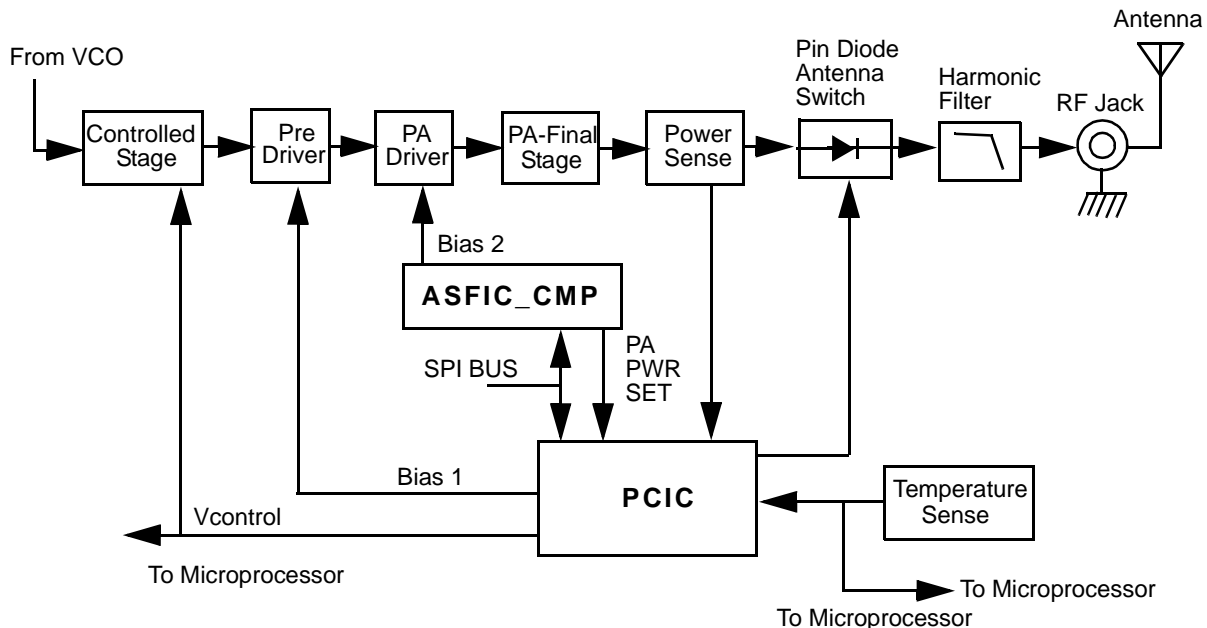 Antenna
From VCO
Pin Diode
Antenna
Switch
Harmonic
Filter
RF Jack
Controlled
Stage
Pre
Driver
PA
Driver
PA-Final
Stage
Power
Sense
Bias 2
ASFIC_CMP
SPI BUS
PA
PWR
SET
Bias 1
PCIC
Temperature
Sense
Vcontrol
To Microprocessor
To Microprocessor
To Microprocessor